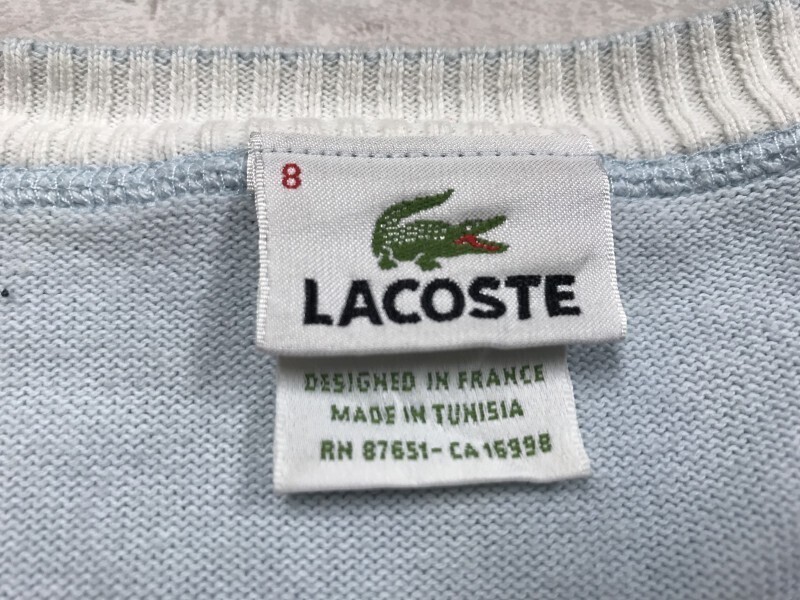 8
LACOSTE
DESIGNED IN FRANCE
MADE IN TUNISIA
RN 87651-CA 16998